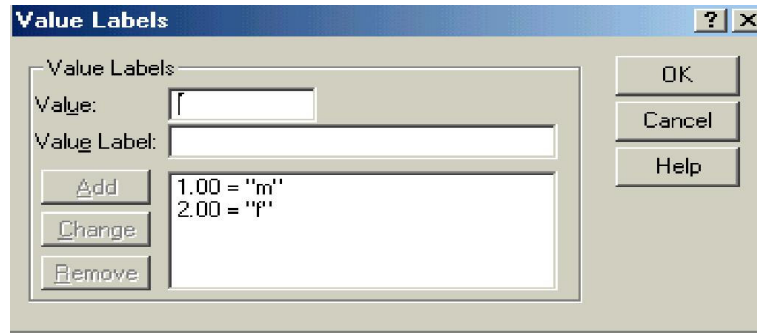 Value Labels
Value Labels
Value:
Value Label:
Add
Change
Remove
1.00 = "m"
2.00 = "f"
OK
Cancel
Help